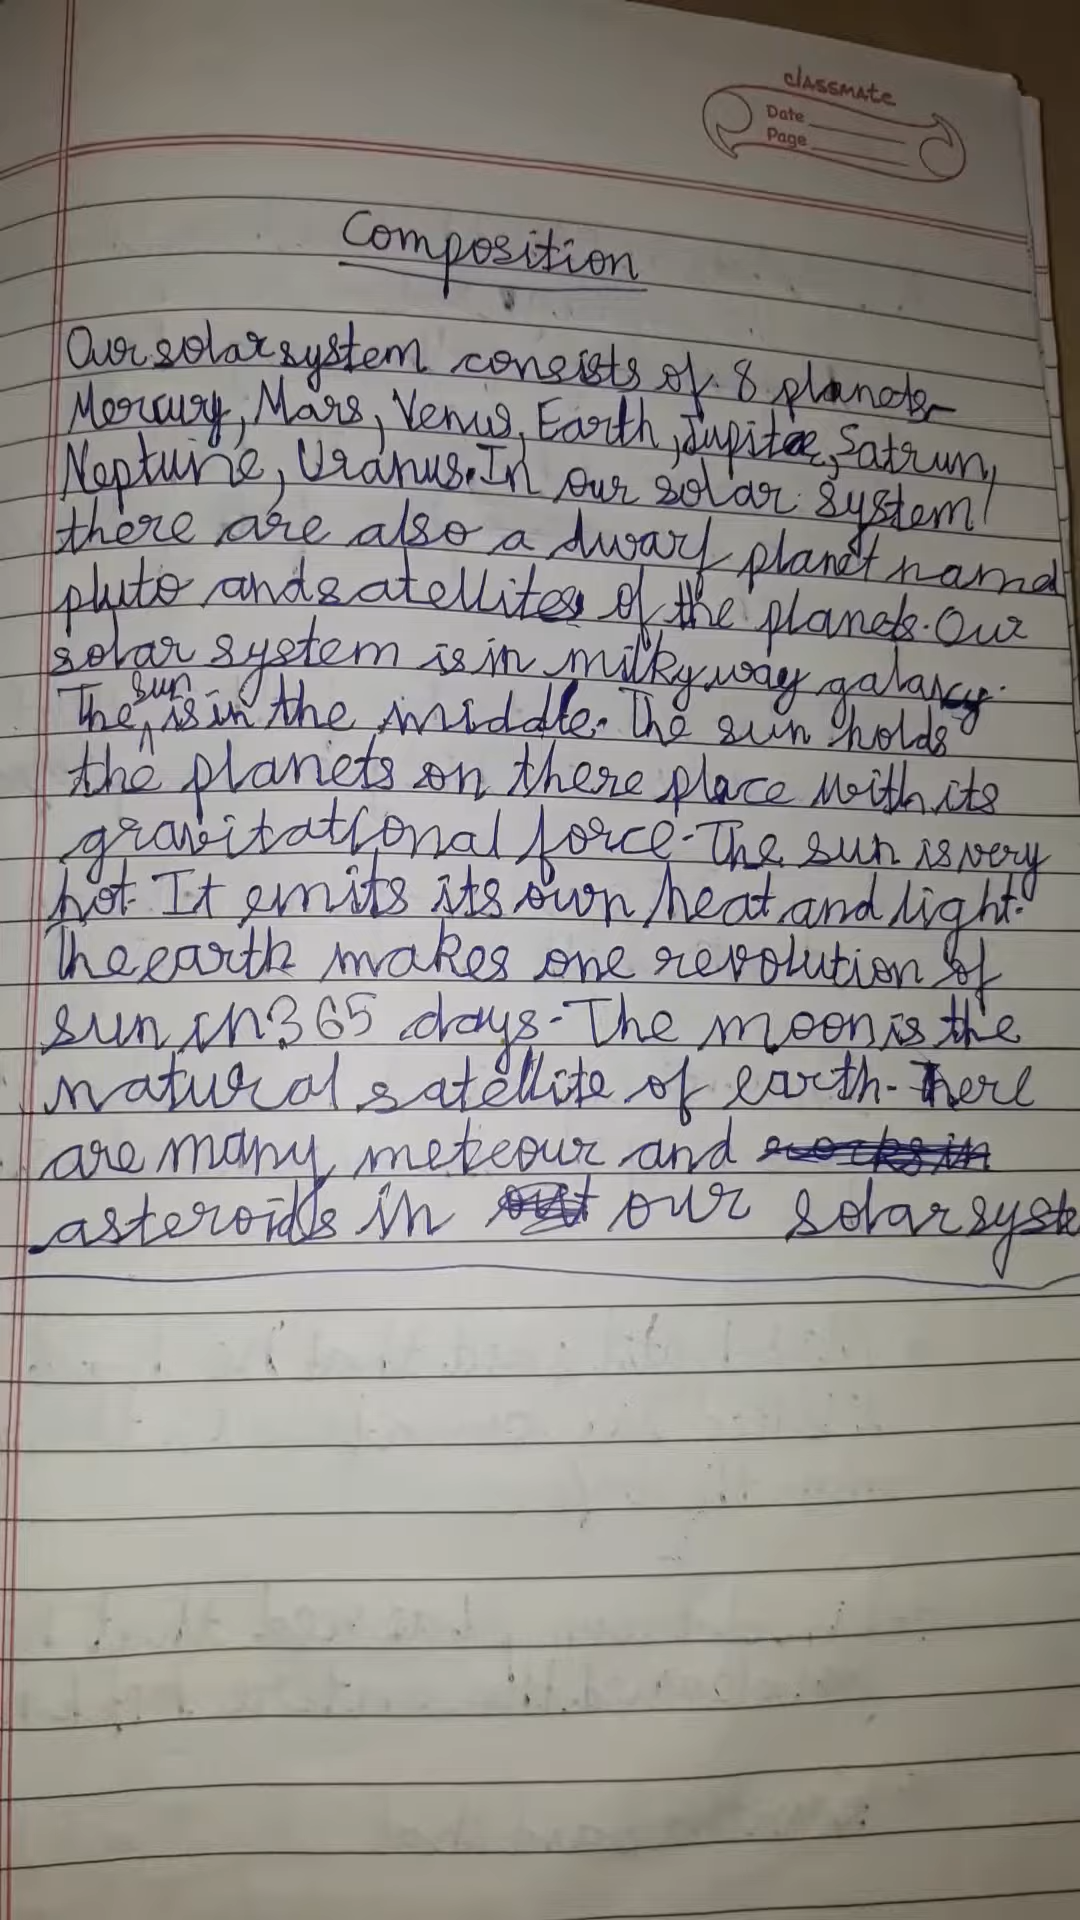 classmate
Date
Page
Composition
Our solar system consists of 8 planets-
Mercury, Mars, Venus, Earth, Jupiter, Satrun,
Neptune, Uranus. In our solar system
there are also a dwarf planet namd
pluto and satellites of the planets. Our
solar system is in milky way galaxy.
The sun is in the middle. The sun holds
the planets on there place with its
gravitational force. The sun is very
hot. It emits its own heat and light.
The earth makes one revolution of
sun in 365 days. The moon is the
natural satellite of earth. There
are many meteour and
asteroids in our solar syste